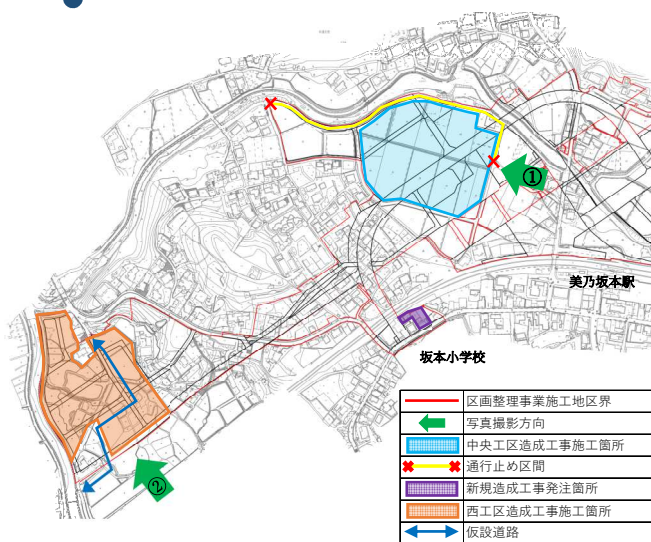 ①
美乃坂本駅
坂本小学校
②
区画整理事業施工地区界
写真撮影方向
中央工区造成工事施工箇所
通行止め区間
新規造成工事発注箇所
西工区造成工事施工箇所
仮設道路